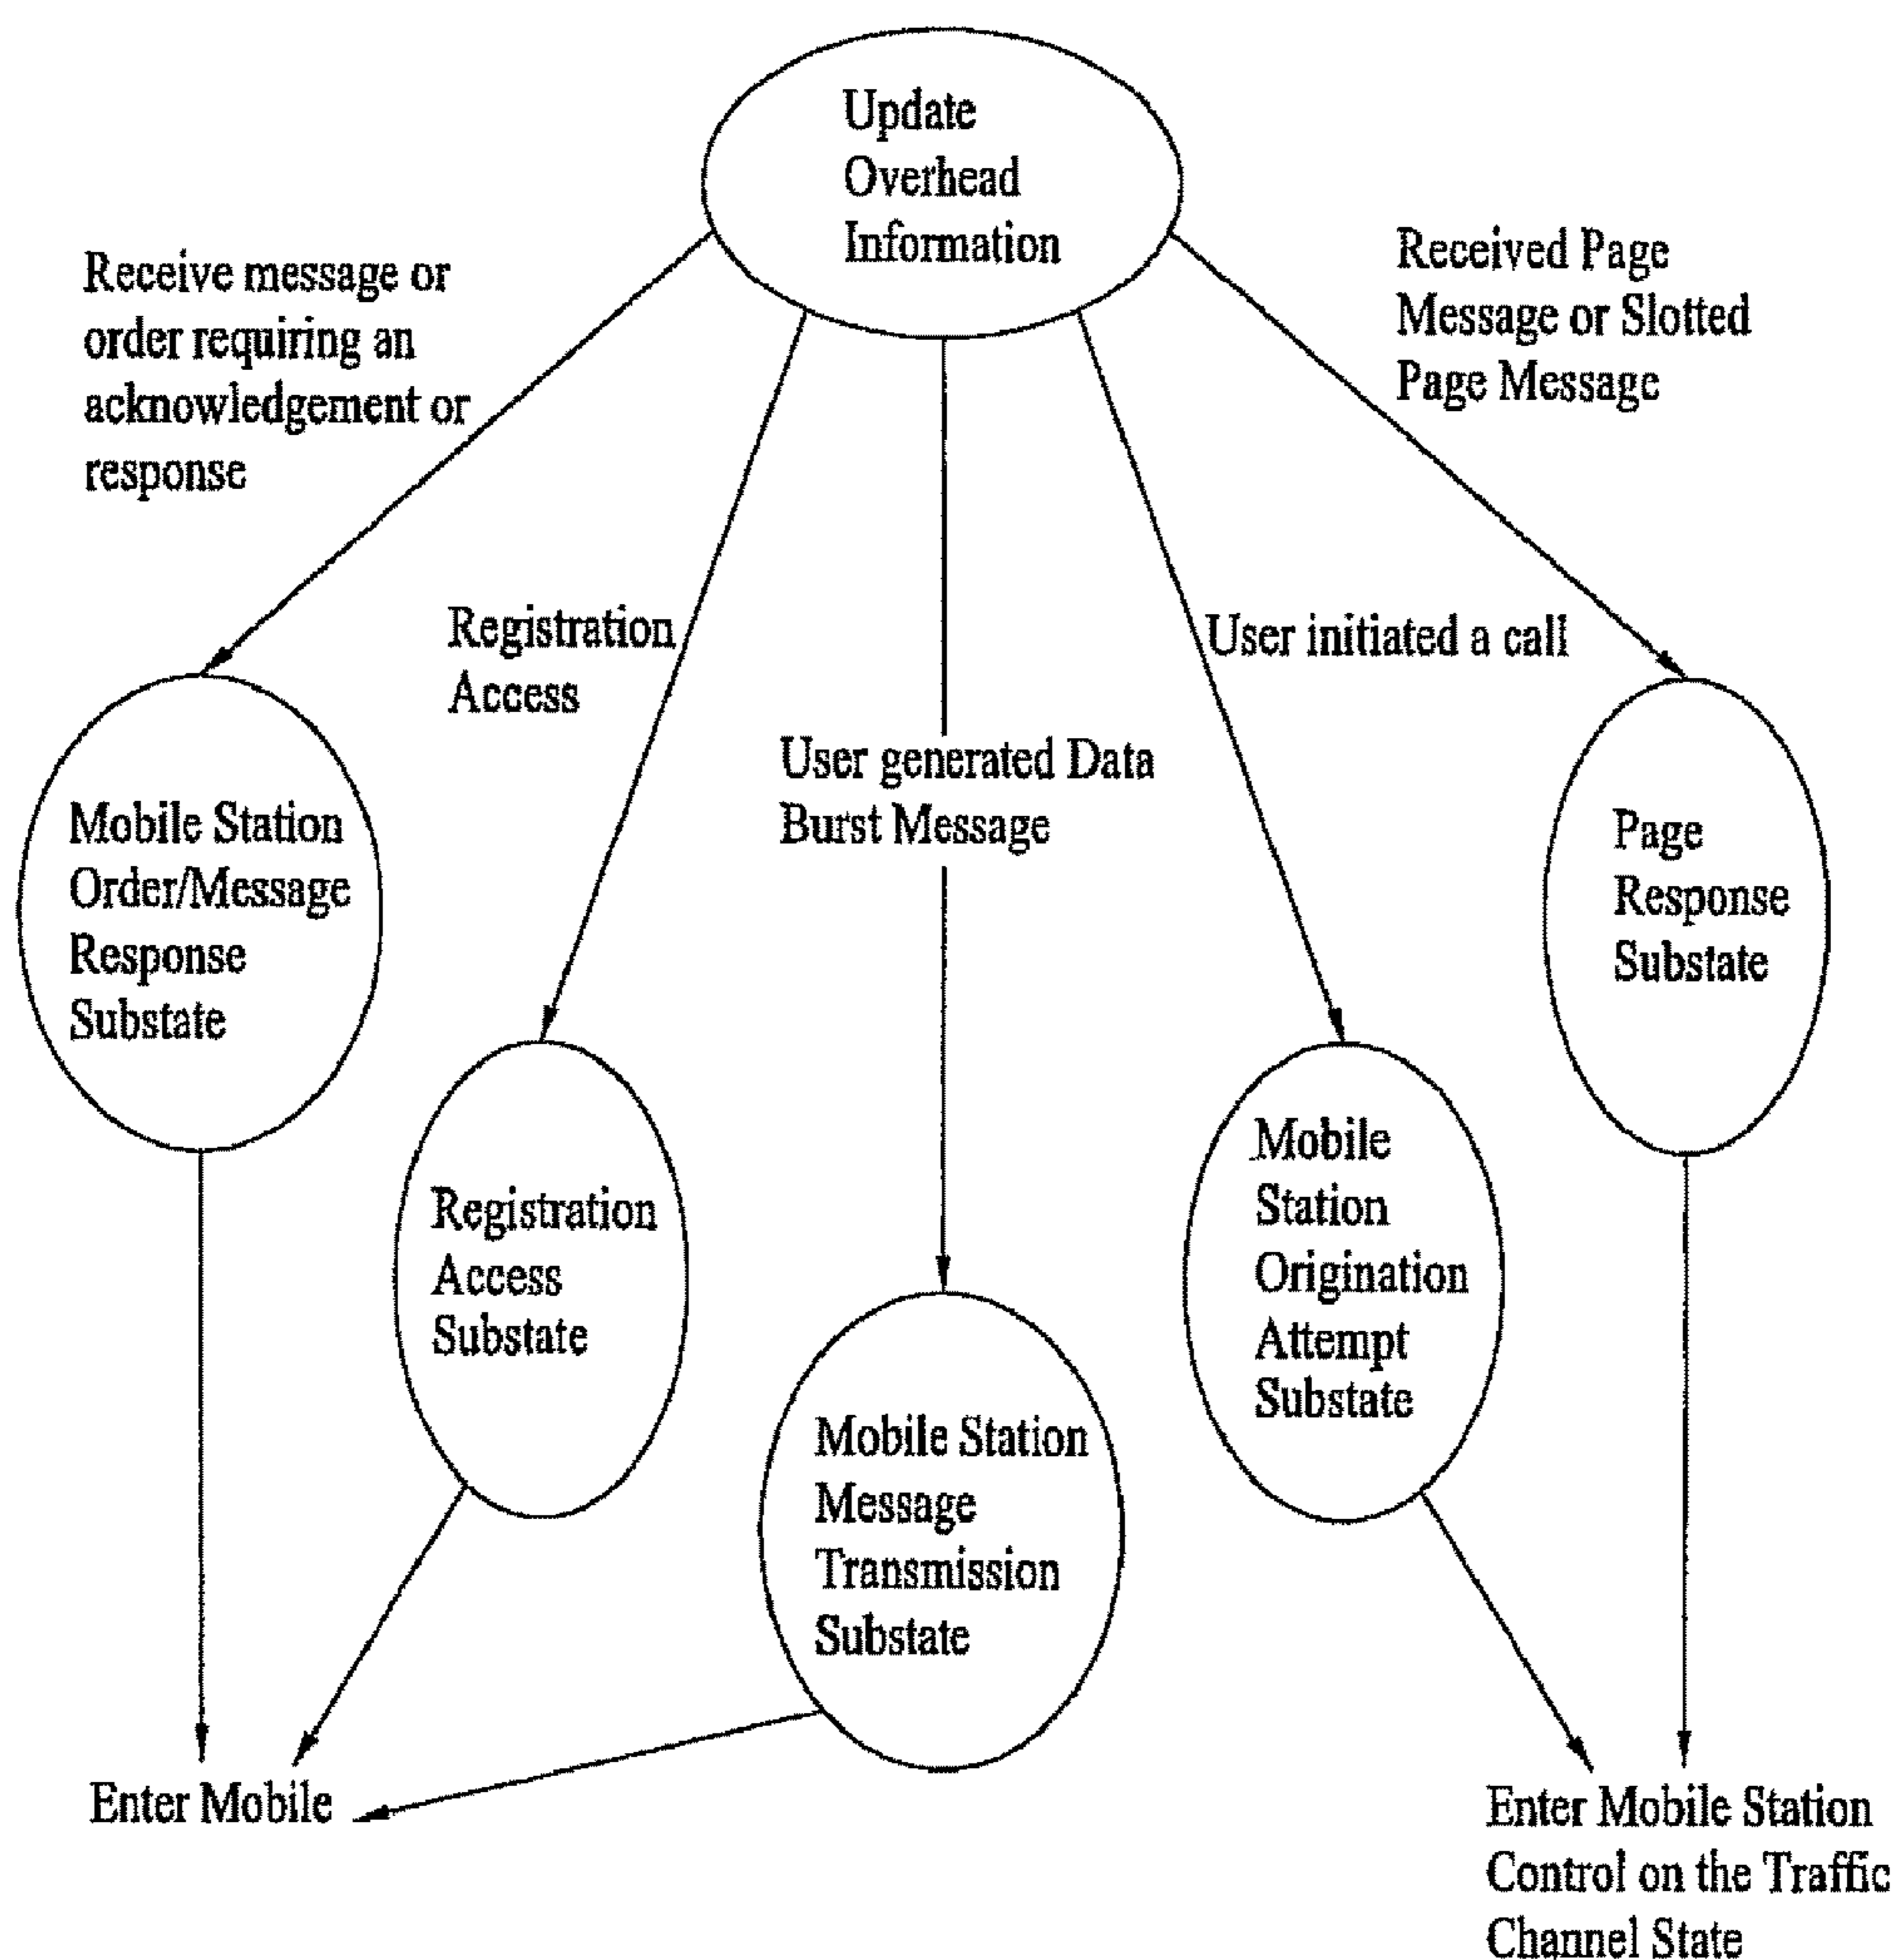 Update
Overhead
Information
Receive message or
order requiring an
acknowledgement or
response
Received Page
Message or Slotted
Page Message
Registration
Access
User initiated a call
User generated Data
Burst Message
Mobile Station
Order/Message
Response
Substate
Page
Response
Substate
Registration
Access
Substate
Mobile
Station
Origination
Attempt
Substate
Mobile Station
Message
Transmission
Substate
Enter Mobile
Enter Mobile Station
Control on the Traffic
Channel State